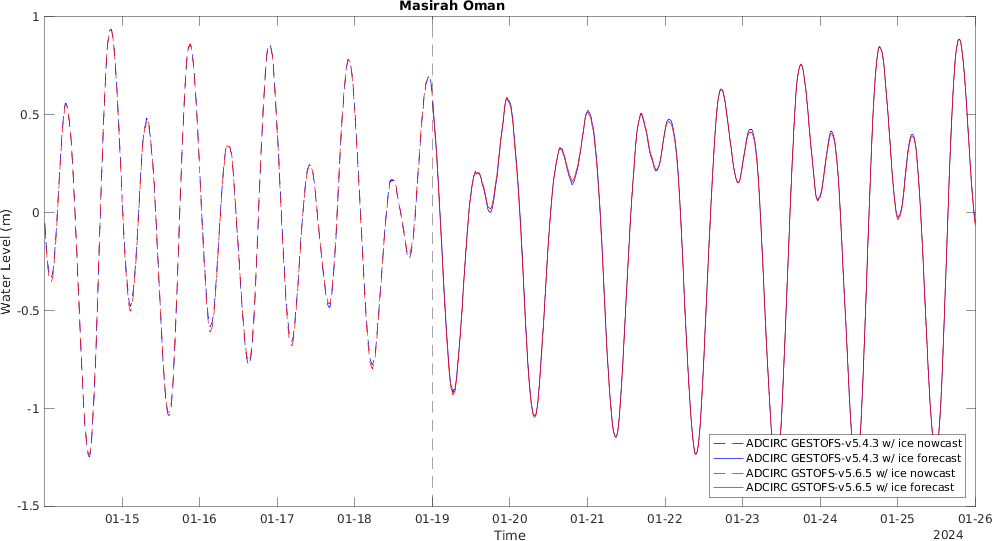 Masirah Oman
1
0.5
0
-0.5
-1
-1.5
Water Level (m)
01-15 01-16 01-17 01-18 01-19 01-20 01-21 01-22 01-23 01-24 01-25 01-26
Time
2024
ADCIRC GESTOFS-v5.4.3 w/ ice nowcast
ADCIRC GESTOFS-v5.4.3 w/ ice forecast
ADCIRC GSTOFS-v5.6.5 w/ ice nowcast
ADCIRC GSTOFS-v5.6.5 w/ ice forecast